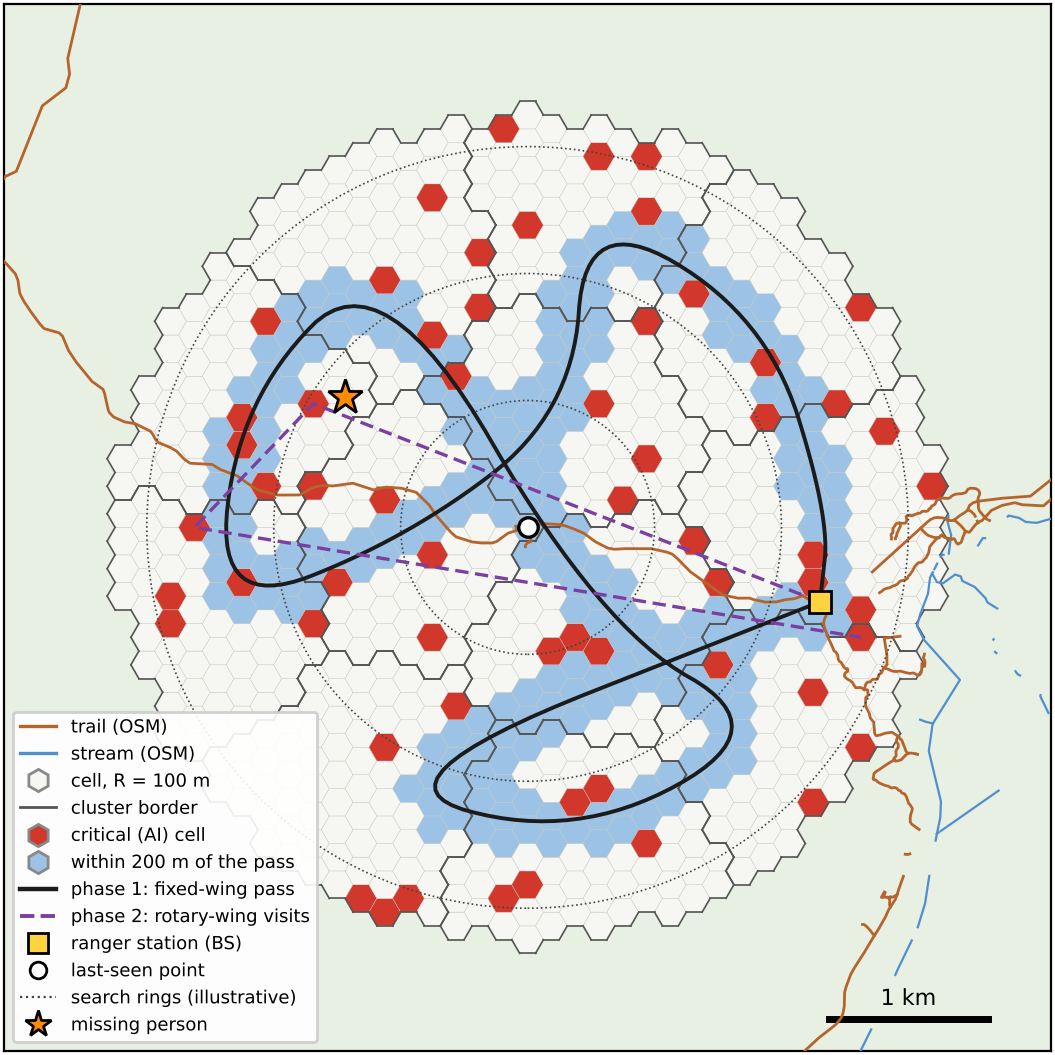 trail (OSM)
stream (OSM)
cell, R = 100 m
cluster border
critical (AI) cell
within 200 m of the pass
phase 1: fixed-wing pass
phase 2: rotary-wing visits
ranger station (BS)
last-seen point
search rings (illustrative)
missing person
1 km